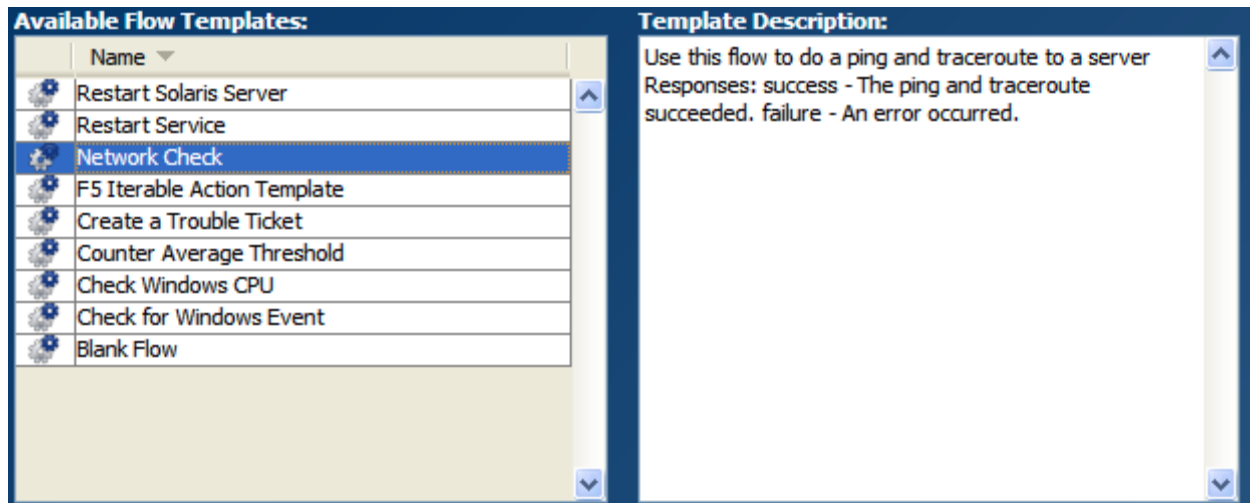 Available Flow Templates:
Name
Restart Solaris Server
Restart Service
Network Check
F5 Iterable Action Template
Create a Trouble Ticket
Counter Average Threshold
Check Windows CPU
Check for Windows Event
Blank Flow
Template Description:
Use this flow to do a ping and traceroute to a server
Responses: success - The ping and traceroute
succeeded. failure - An error occurred.